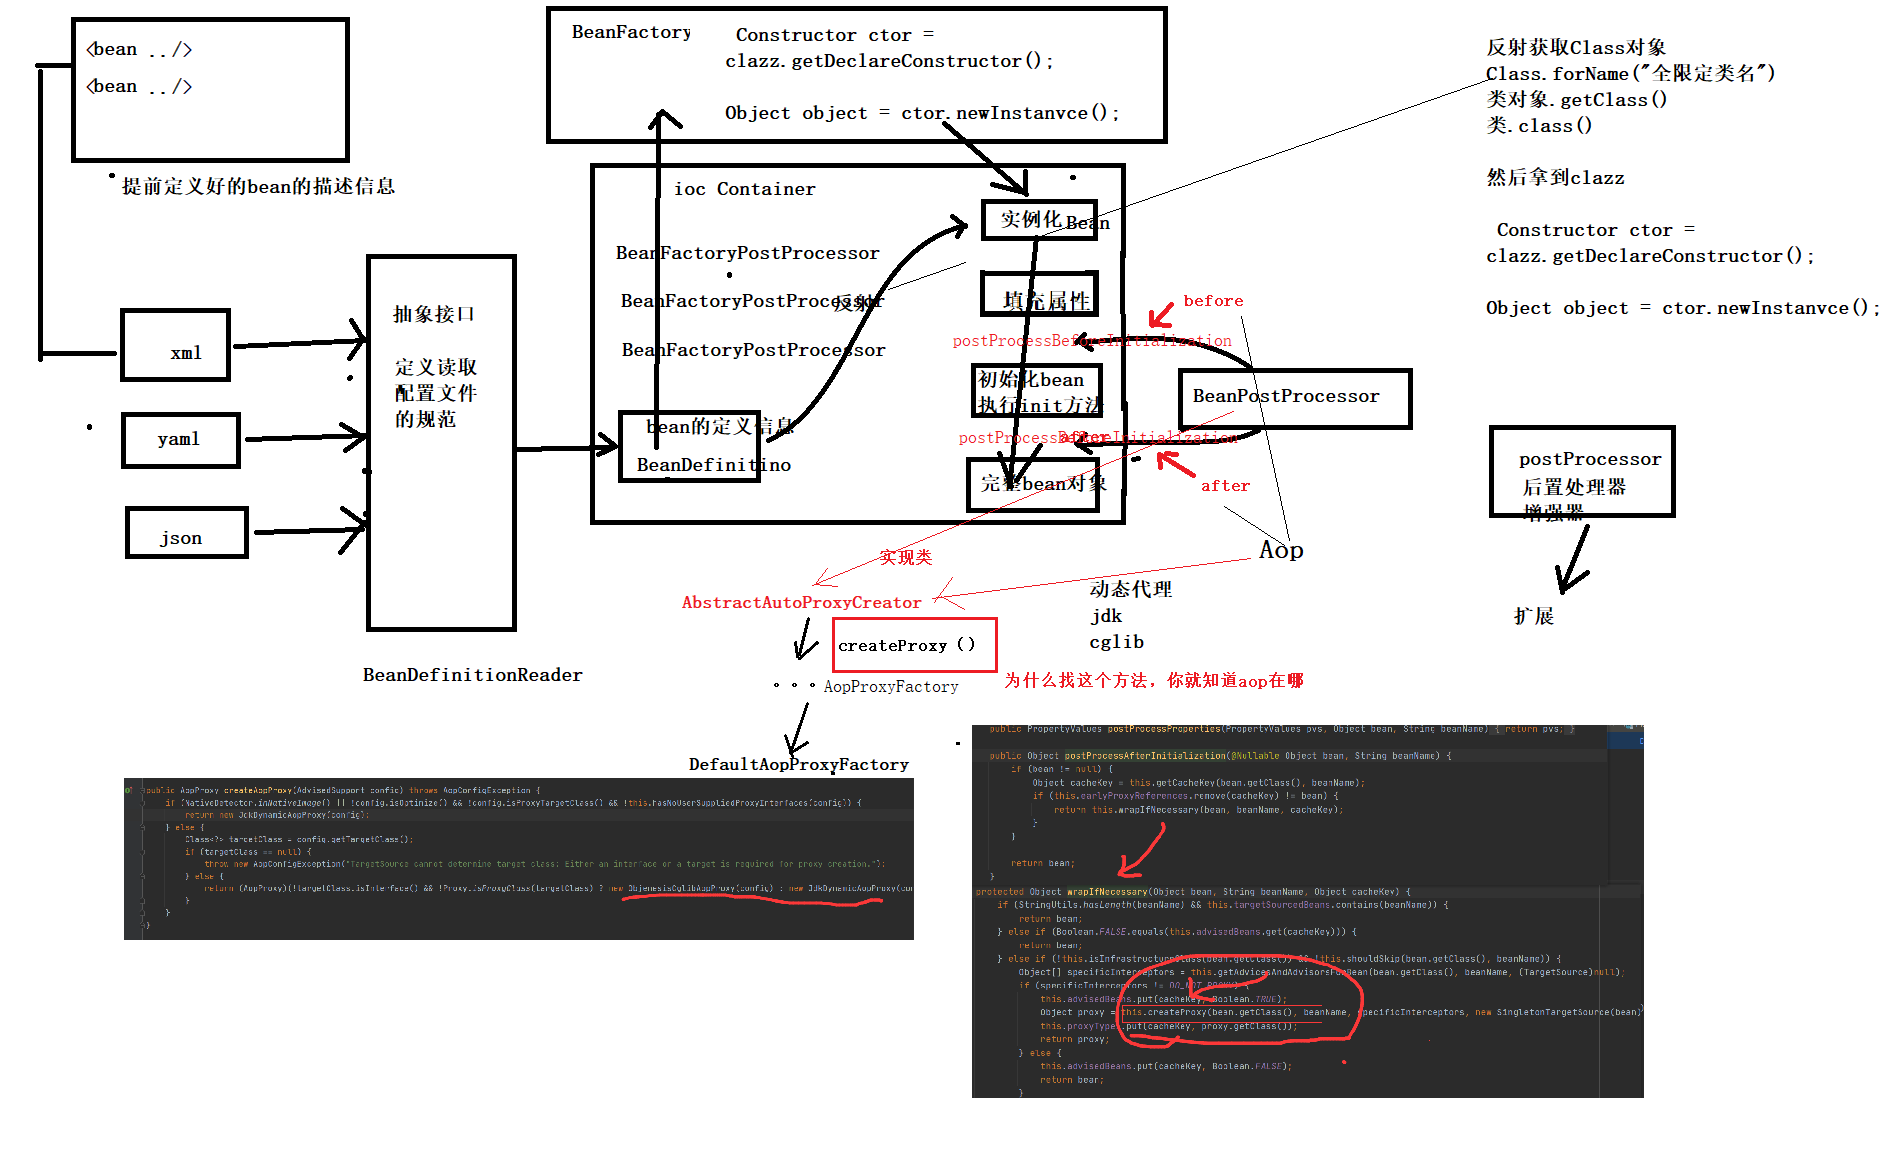 <bean ../>
<bean ../>
提前定义好的bean的描述信息
xml
yaml
json
抽象接口
定义读取
配置文件
的规范
BeanDefinitionReader
BeanFactory
Constructor ctor =
clazz.getDeclareConstructor();
Object object = ctor.newInstanvce();
ioc Container
BeanFactoryPostProcessor
BeanFactoryPostProcessor
反射
BeanFactoryPostProcessor
bean的定义信息
BeanDefinitino
实例化Bean
填充属性
before
postProcessBeforeInitialization
初始化bean
执行init方法
after
完整bean对象
BeanPostProcessor
after
Aop
反射获取Class对象
Class.forName("全限定类名")
类对象.getClass()
类.class()
然后拿到clazz
Constructor ctor =
clazz.getDeclareConstructor();
Object object = ctor.newInstanvce();
postProcessor
后置处理器
增强器
扩展
实现类
AbstractAutoProxyCreator
createProxy（）
动态代理
jdk
cglib
为什么找这个方法，你就知道aop在哪
AopProxyFactory
DefaultAopProxyFactory
public AopProxy createAopProxy(AdvisedSupport config) throws AopConfigException {
if (NativeDetector.inNativeImage() || !config.isOptimize() && !config.isProxyTargetClass() && !this.hasNoUserSuppliedProxyInterfaces(config)) {
return new JdkDynamicAopProxy(config);
} else {
Class<?> targetClass = config.getTargetClass();
if (targetClass == null) {
throw new AopConfigException("TargetSource cannot determine target class: Either an interface or a target is required for proxy creation.");
} else {
return (AopProxy)(!targetClass.isInterface() && !Proxy.isProxyClass(targetClass) ? new ObjenesisCglibAopProxy(config) : new JdkDynamicAopProxy(co
}
}
}
public PropertyValues postProcessProperties(PropertyValues pvs, Object bean, String beanName) { return pvs; }
public Object postProcessAfterInitialization(@Nullable Object bean, String beanName) {
if (bean != null) {
Object cacheKey = this.getCacheKey(bean.getClass(), beanName);
if (this.earlyProxyReferences.remove(cacheKey) != bean) {
return this.wrapIfNecessary(bean, beanName, cacheKey);
}
}
return bean;
}
protected Object wrapIfNecessary(Object bean, String beanName, Object cacheKey) {
if (StringUtils.hasLength(beanName) && this.targetSourcedBeans.contains(beanName)) {
return bean;
} else if (Boolean.FALSE.equals(this.advisedBeans.get(cacheKey))) {
return bean;
} else if (!this.isInfrastructureClass(bean.getClass()) && !this.shouldSkip(bean.getClass(), beanName)) {
Object[] specificInterceptors = this.getAdvicesAndAdvisorsForBean(bean.getClass(), beanName, (TargetSource)null);
if (specificInterceptors != DO_NOT_PROXY) {
this.advisedBeans.put(cacheKey, Boolean.TRUE);
Object proxy = this.createProxy(bean.getClass(), beanName, specificInterceptors, new SingletonTargetSource(bean)
this.proxyTypes.put(cacheKey, proxy.getClass());
return proxy;
} else {
this.advisedBeans.put(cacheKey, Boolean.FALSE);
return bean;
}